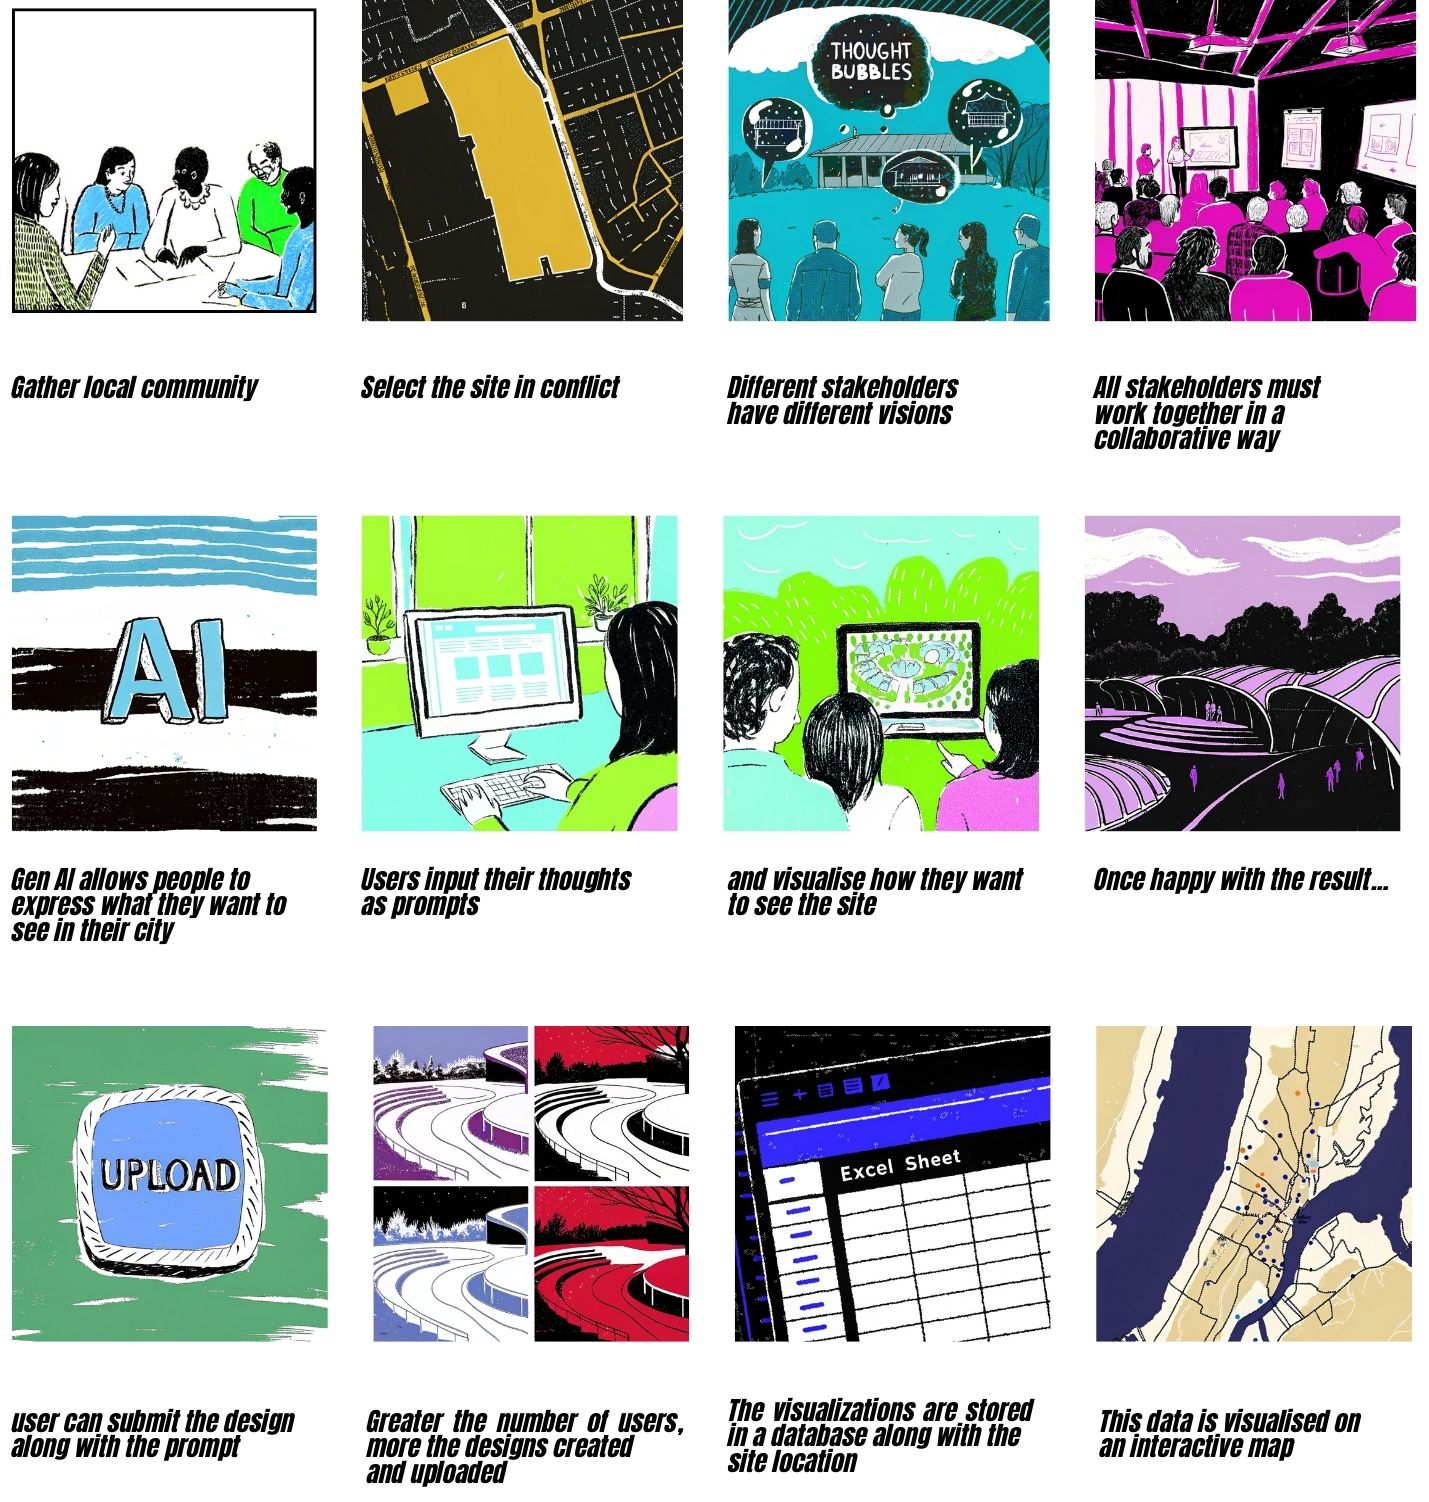 THOUGHT
BUBBLES
Gather local community
Select the site in conflict
Different stakeholders
have different visions
All stakeholders must
work together in a
collaborative way
AI
Gen AI allows people to
express what they want to
see in their city
Users input their thoughts
as prompts
and visualise how they want
to see the site
Once happy with the result...
UPLOAD
Excel Sheet
user can submit the design
along with the prompt
Greater the number of users,
more the designs created
and uploaded
The visualizations are stored
in a database along with the
site location
This data is visualised on
an interactive map